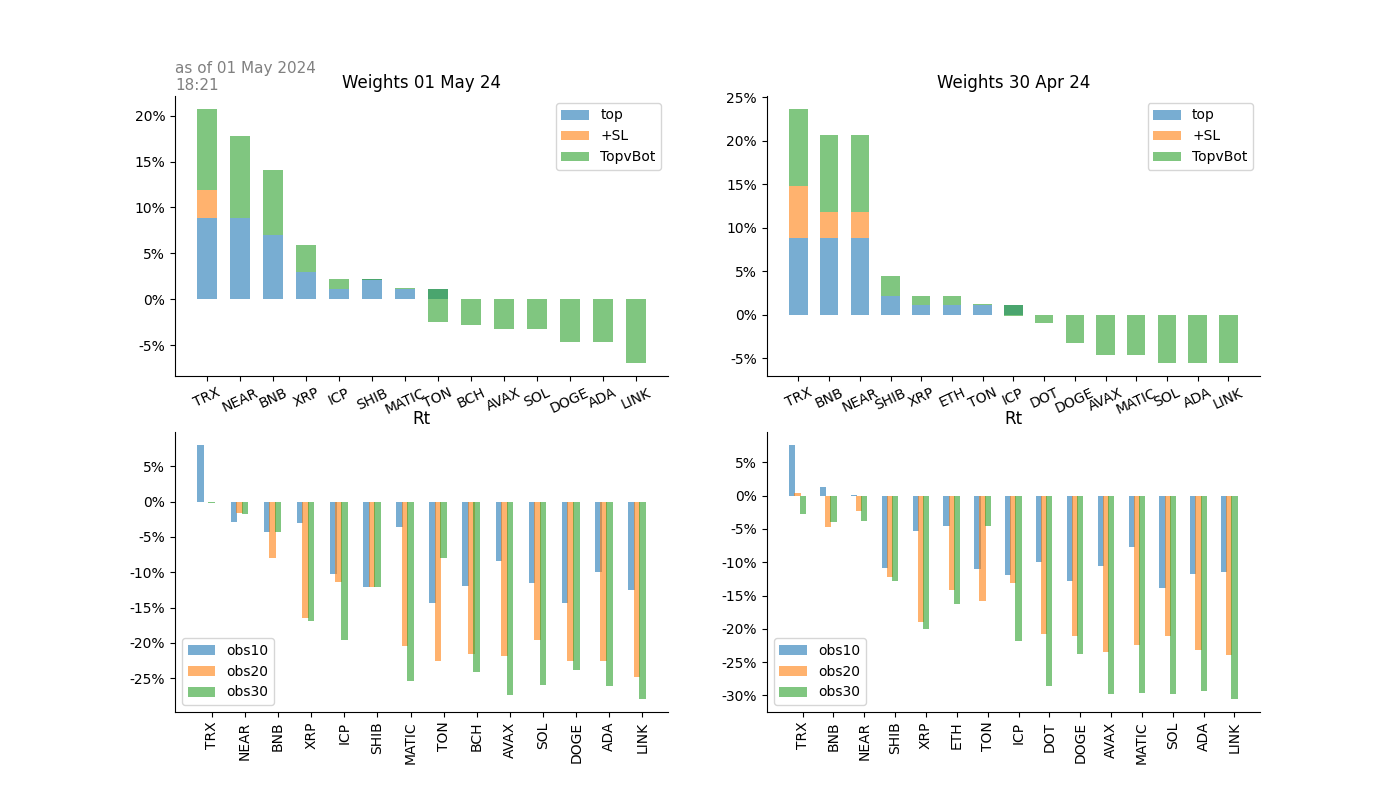 as of 01 May 2024
18:21
Weights 01 May 24
20%
15%
10%
5%
0%
-5%
top
+SL
TopvBot
TRX NEAR BNB XRP ICP SHIB MATIC TON BCH AVAX SOL DOGE ADA LINK
Weights 30 Apr 24
25%
20%
15%
10%
5%
0%
-5%
top
+SL
TopvBot
TRX BNB NEAR SHIB XRP ETH TON ICP DOT DOGE AVAX MATIC SOL ADA LINK
Rt
5%
0%
-5%
-10%
-15%
-20%
-25%
obs10
obs20
obs30
TRX NEAR BNB XRP ICP SHIB MATIC TON BCH AVAX SOL DOGE ADA LINK
Rt
5%
0%
-5%
-10%
-15%
-20%
-25%
-30%
obs10
obs20
obs30
TRX BNB NEAR SHIB XRP ETH TON ICP DOT DOGE AVAX MATIC SOL ADA LINK